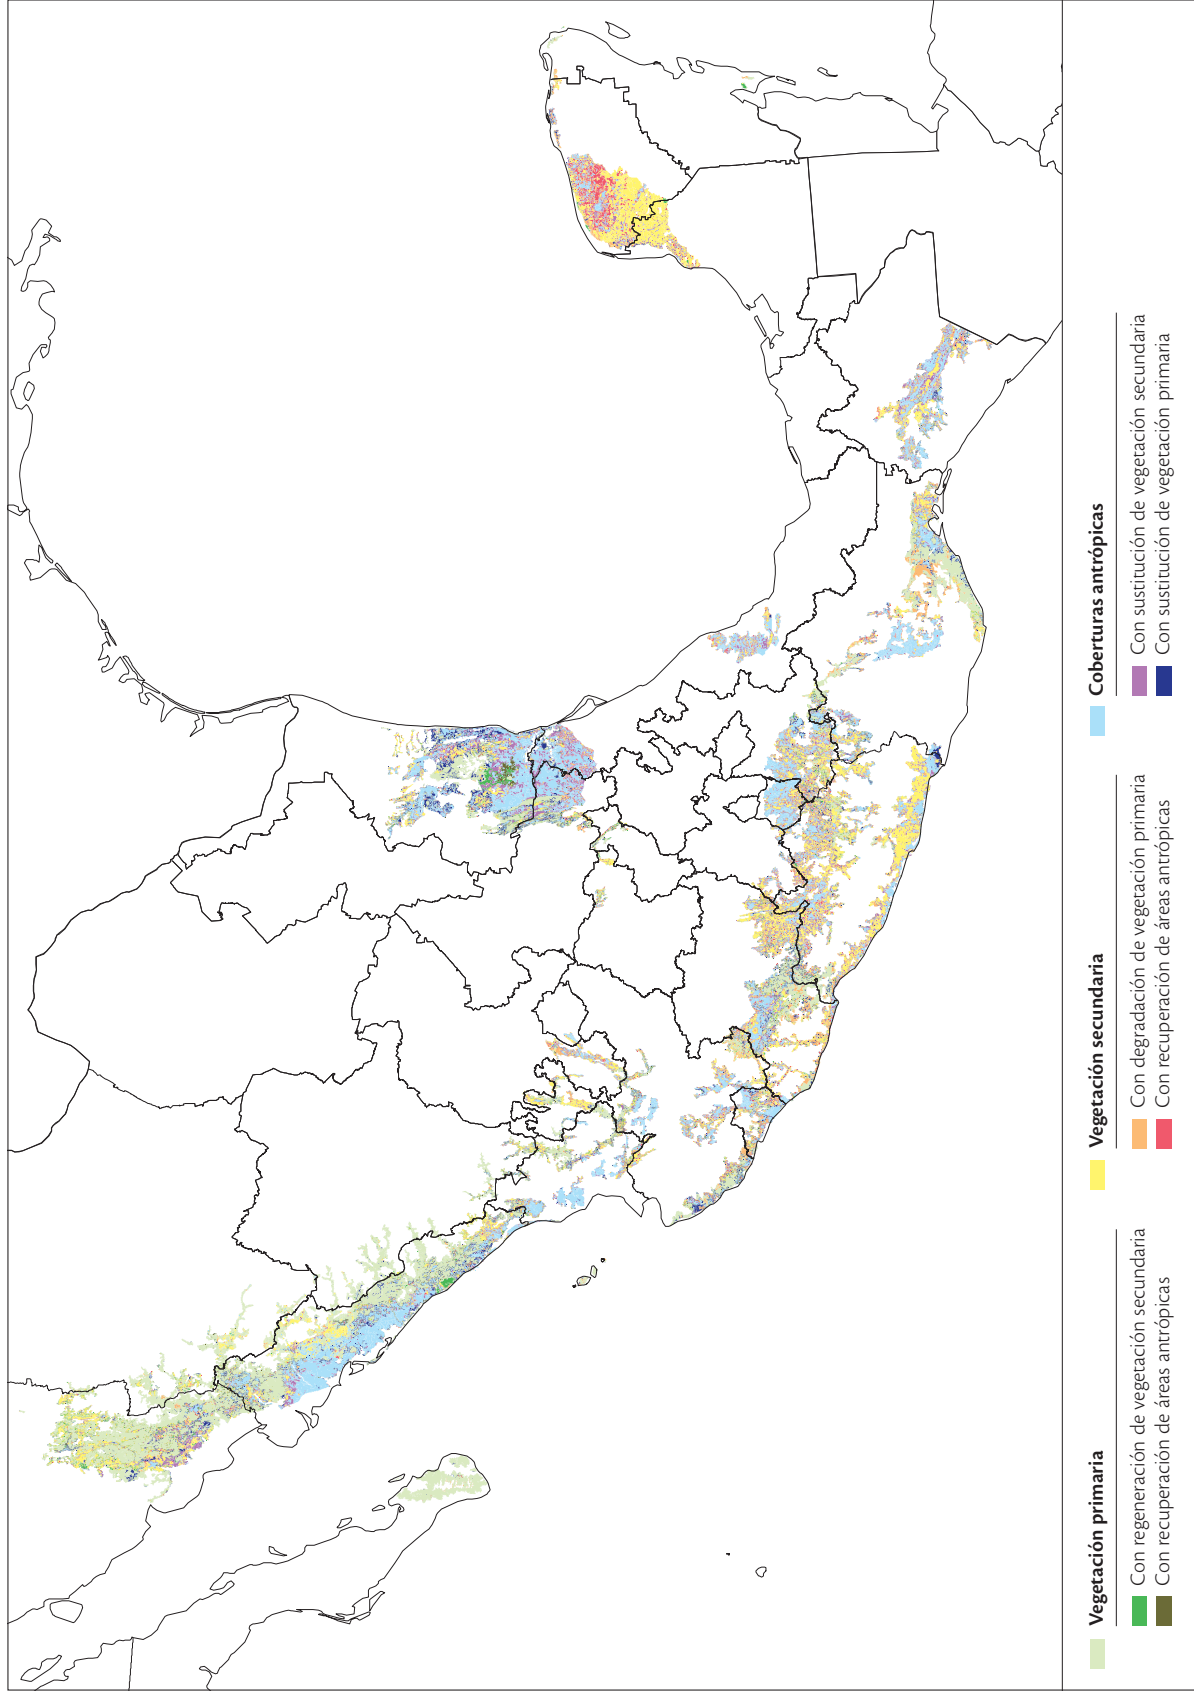 Vegetación primaria
Con regeneración de vegetación secundaria
Con recuperación de áreas antrópicas
Vegetación secundaria
Con degradación de vegetación primaria
Con recuperación de áreas antrópicas
Coberturas antrópicas
Con sustitución de vegetación secundaria
Con sustitución de vegetación primaria